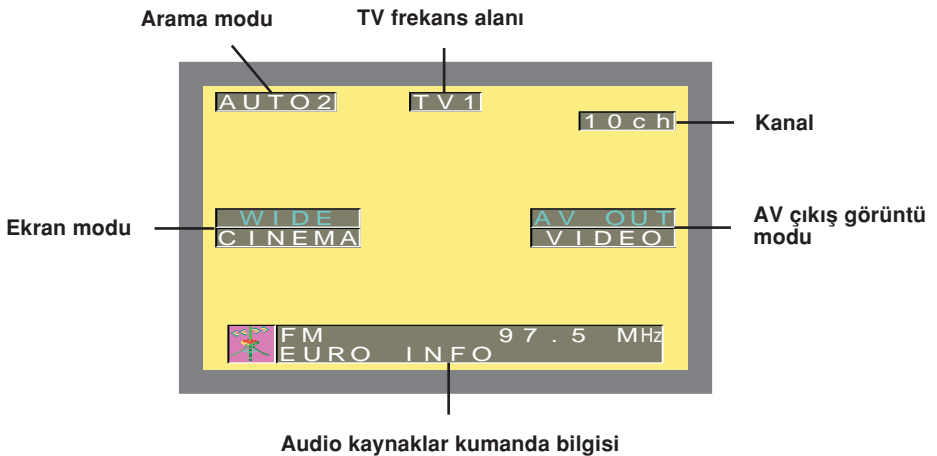 Arama modu
TV frekans alanı
AUTO2
TV1
10ch
Kanal
Ekran modu
WIDE
CINEMA
AV OUT
VIDEO
AV çıkış görüntü
modu
FM 97.5 MHz
EURO INFO
Audio kaynaklar kumanda bilgisi